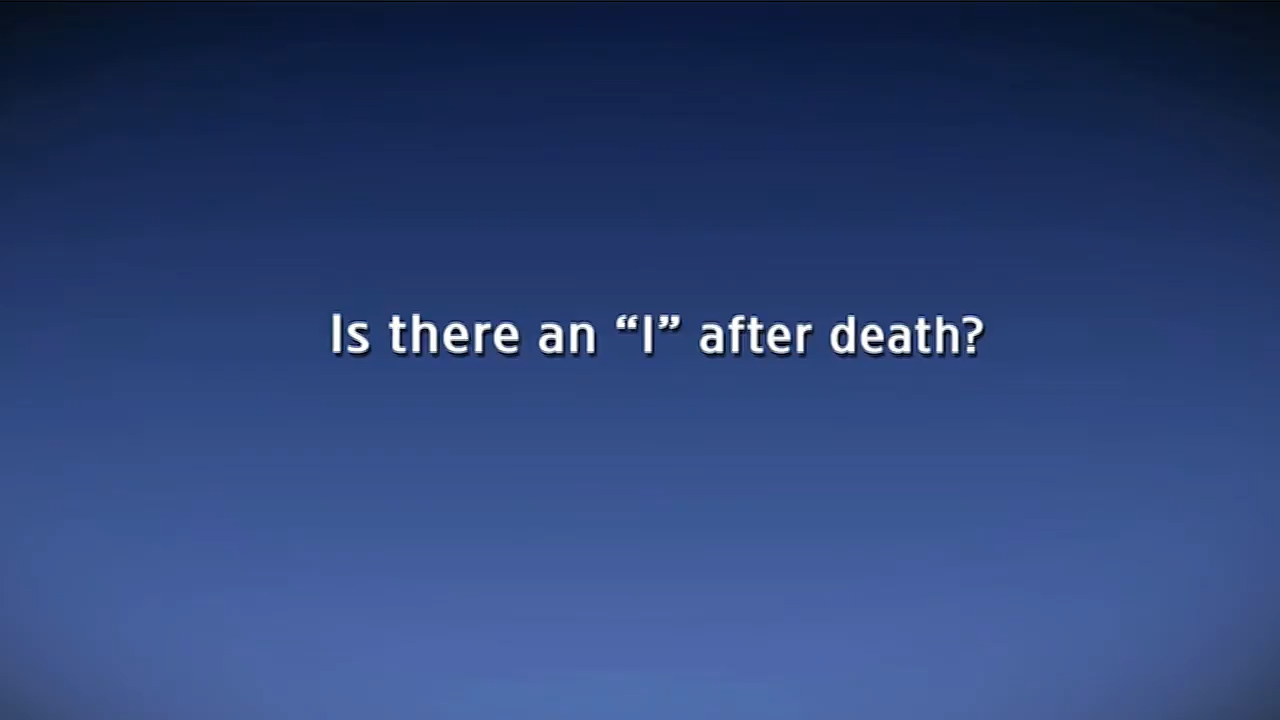 Is there an “I” after death?